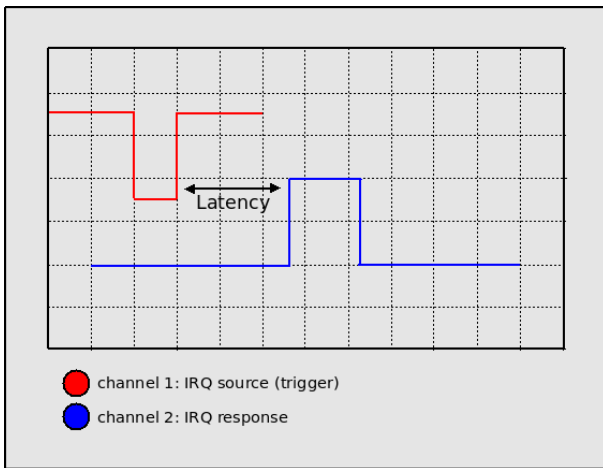 Latency
channel 1: IRQ source (trigger)
channel 2: IRQ response